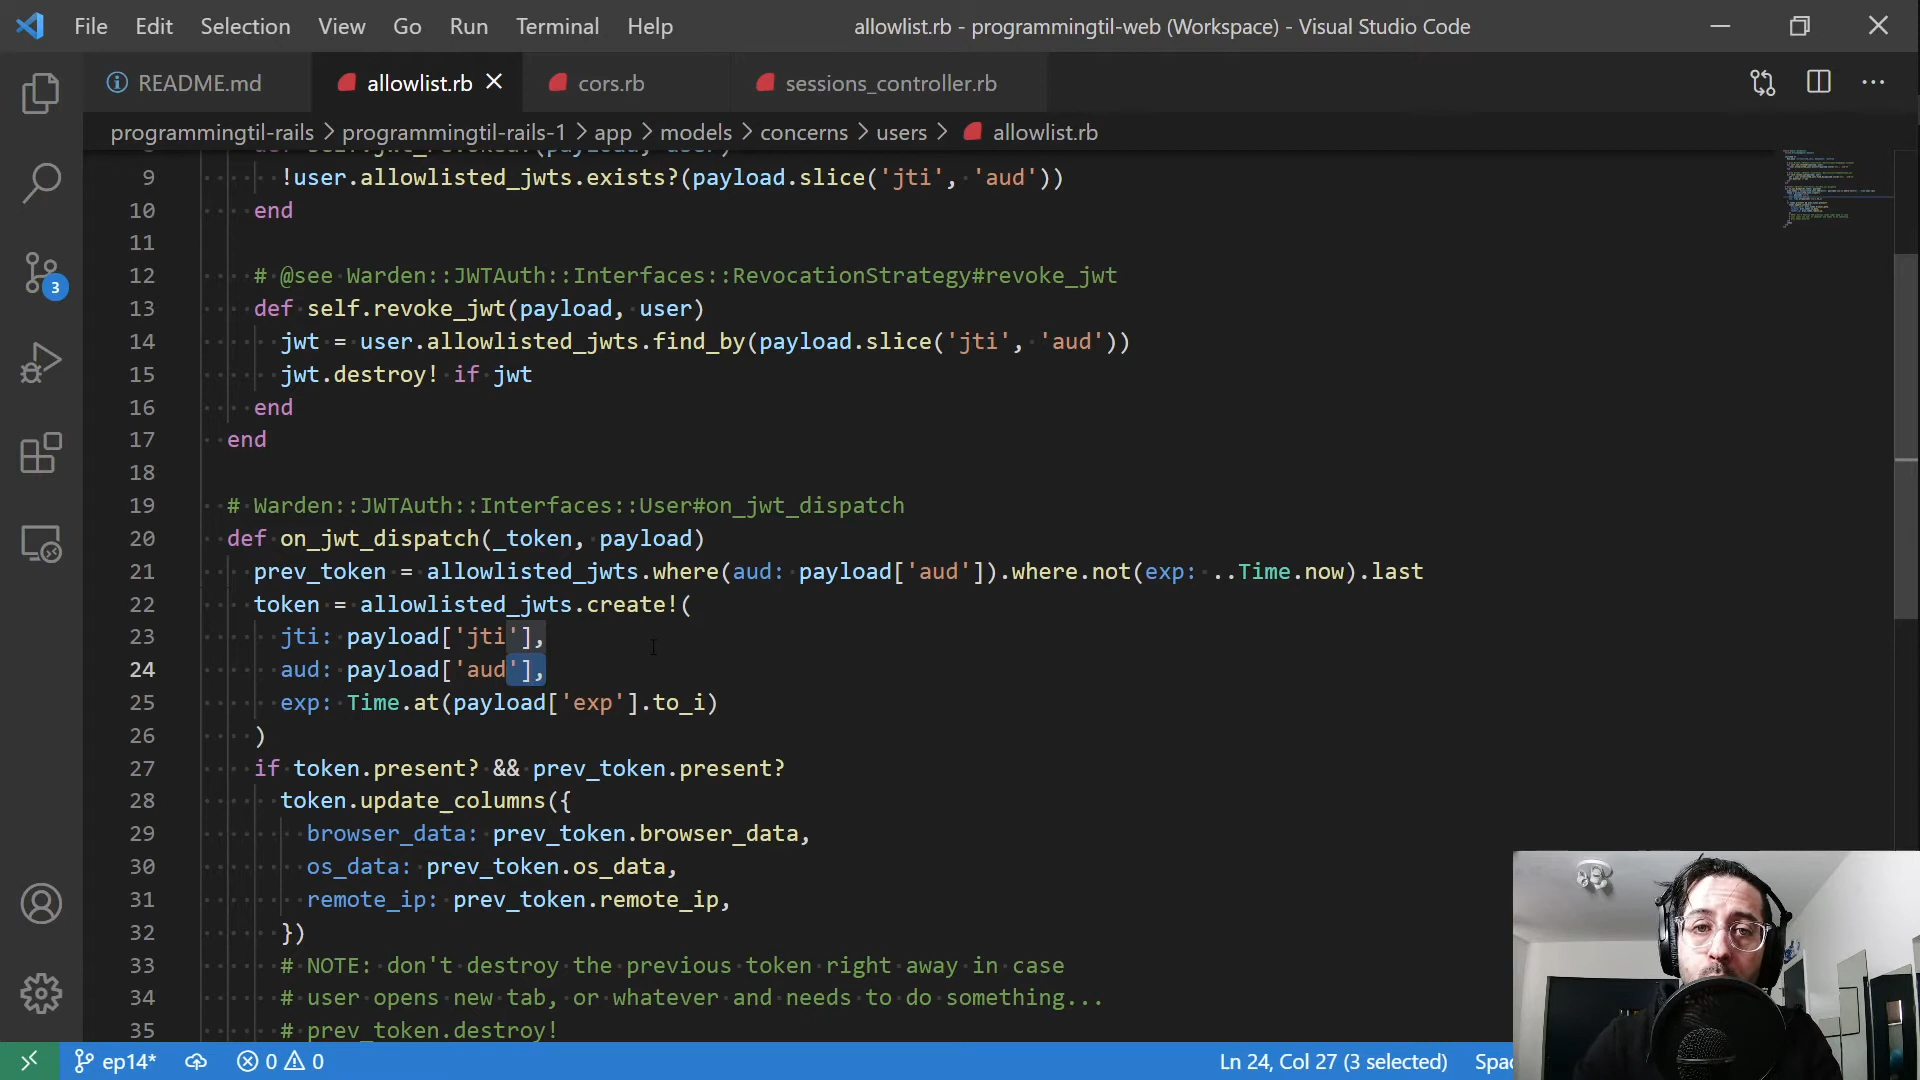 File Edit Selection View Go Run Terminal Help allowlist.rb - programmingtil-web (Workspace) - Visual Studio Code
README.md allowlist.rb cors.rb sessions_controller.rb
programmingtil-rails > programmingtil-rails-1 > app > models > concerns > users > allowlist.rb
9 !user.allowlisted_jwts.exists?(payload.slice('jti', 'aud'))
10 end
11
12 # @see Warden::JWTAuth::Interfaces::RevocationStrategy#revoke_jwt
13 def self.revoke_jwt(payload, user)
14 jwt = user.allowlisted_jwts.find_by(payload.slice('jti', 'aud'))
15 jwt.destroy! if jwt
16 end
17 end
18
19 # Warden::JWTAuth::Interfaces::User#on_jwt_dispatch
20 def on_jwt_dispatch(_token, payload)
21 prev_token = allowlisted_jwts.where(aud: payload['aud']).where.not(exp: ..Time.now).last
22 token = allowlisted_jwts.create!(
23 jti: payload['jti'],
24 aud: payload['aud'],
25 exp: Time.at(payload['exp'].to_i)
26 )
27 if token.present? && prev_token.present?
28 token.update_columns({
29 browser_data: prev_token.browser_data,
30 os_data: prev_token.os_data,
31 remote_ip: prev_token.remote_ip,
32 })
33 # NOTE: don't destroy the previous token right away in case
34 # user opens new tab, or whatever and needs to do something...
35 # prev_token.destroy!
3
ep14* 0 0 Ln 24, Col 27 (3 selected)